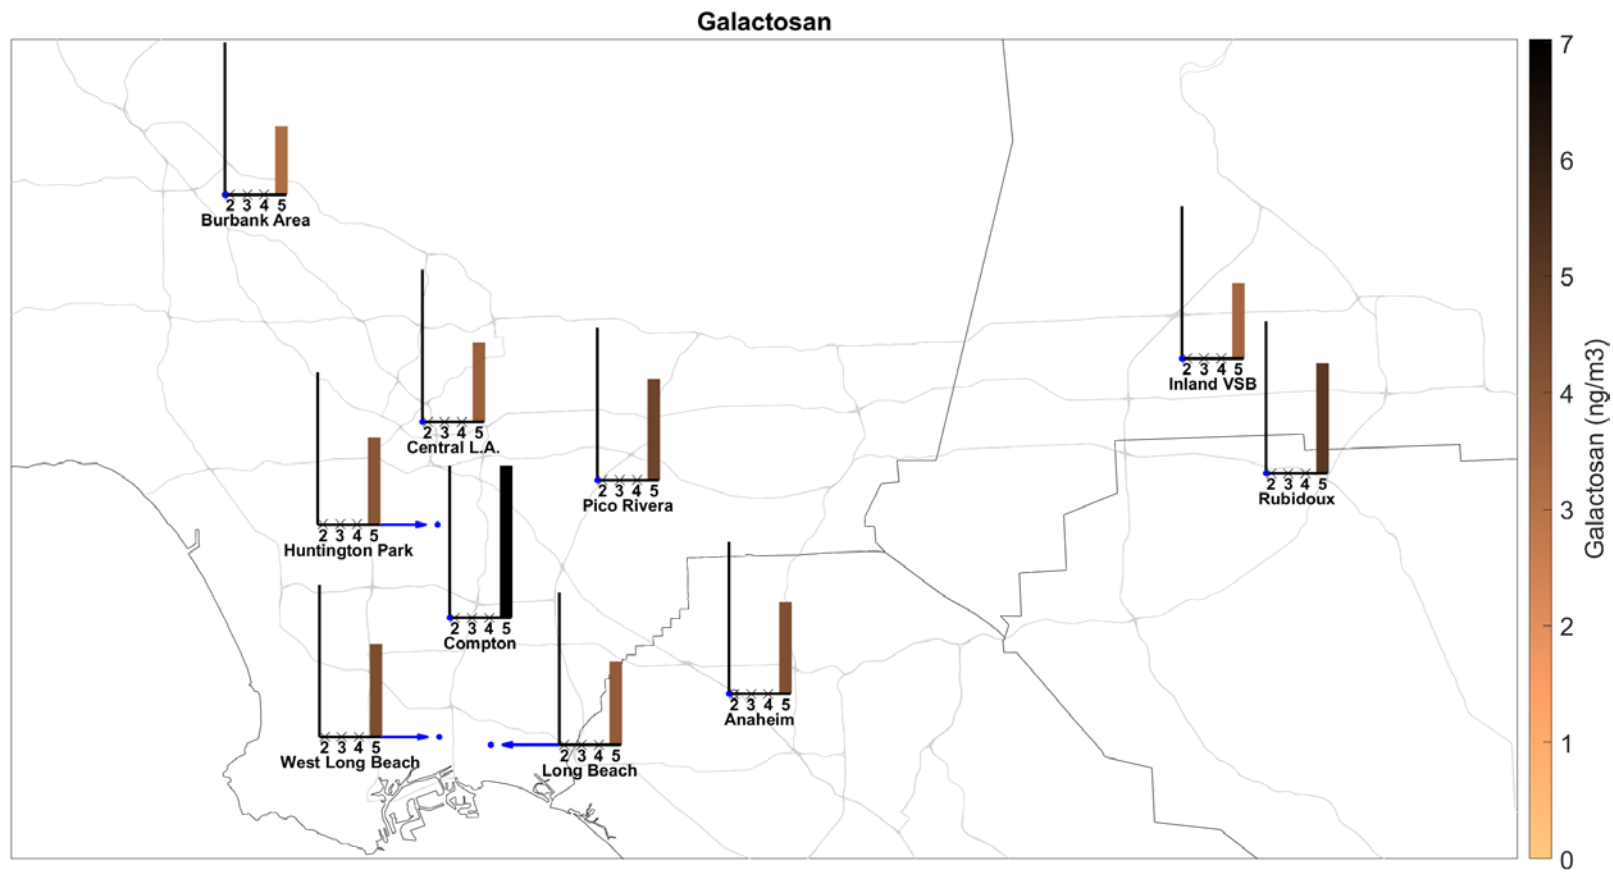 Galactosan
2 3 4 5
Burbank Area
2 3 4 5
Central L.A.
2 3 4 5
Pico Rivera
2 3 4 5
Inland VSB
2 3 4 5
Rubidoux
2 3 4 5
Huntington Park
2 3 4 5
Compton
2 3 4 5
Anaheim
2 3 4 5
West Long Beach
2 3 4 5
Long Beach
7
6
5
4
3
2
1
0
Galactosan (ng/m3)